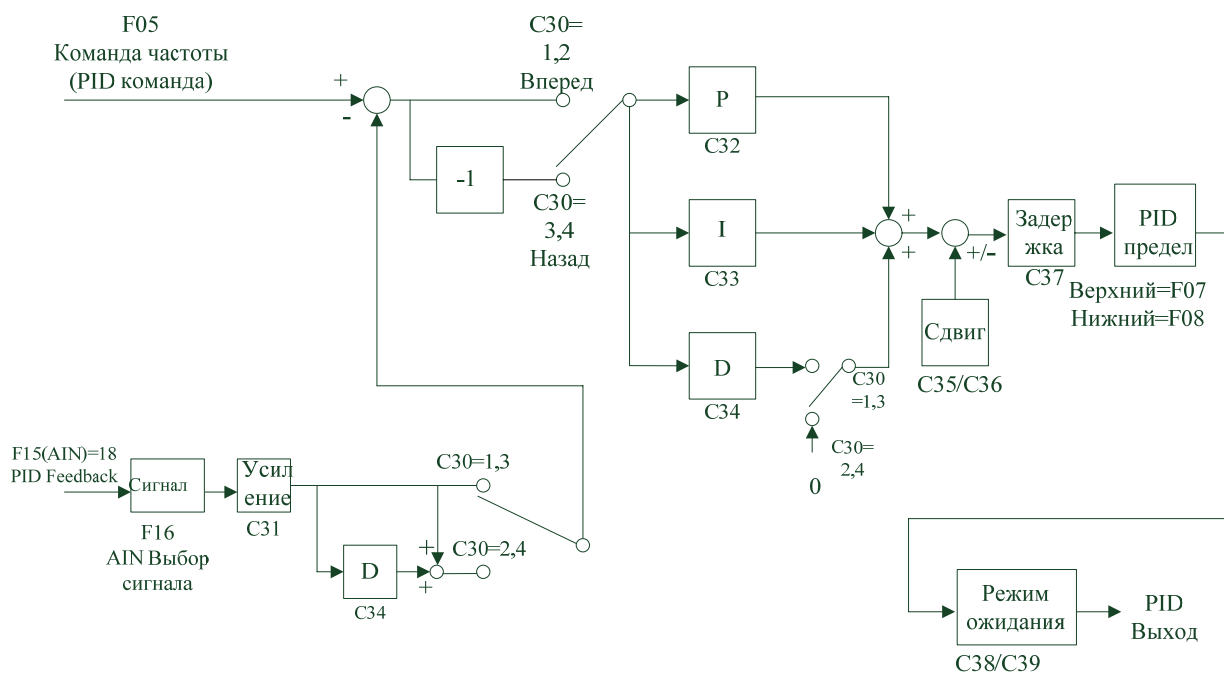 F05
Команда частоты
(PID команда)
+
-
C30=
1,2
Вперед
-1
C30=
3,4
Назад
P
C32
I
C33
D
C34
C30
=1,3
C30=
2,4
0
+
+
+/-
Сдвиг
C35/C36
Задер
жка
C37
PID
предел
Верхний=F07
Нижний=F08
F15(AIN)=18
PID Feedback
Сигнал
F16
AIN Выбор
сигнала
Усил
ение
C31
D
C34
+
+
C30=1,3
C30=2,4
Режим
ожидания
C38/C39
PID
Выход